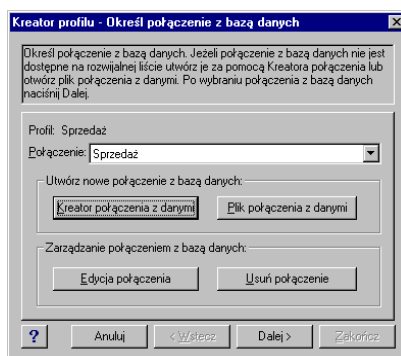 Kreator profilu - Określ połączenie z bazą danych
Określ połączenie z bazą danych. Jeżeli połączenie z bazą danych nie jest
dostępne na rozwijalnej liście utwórz je za pomocą Kreatora połączenia lub
otwórz plik połączenia z danymi. Po wybraniu połączenia z bazą danych
naciśnij Dalej.
Profil: Sprzedaż
Połączenie: Sprzedaż
Utwórz nowe połączenie z bazą danych:
Kreator połączenia z danymi Plik połączenia z danymi
Zarządzanie połączeniem z bazą danych:
Edycja połączenia Usuń połączenie
? Anuluj < Wstecz Dalej > Zakończ